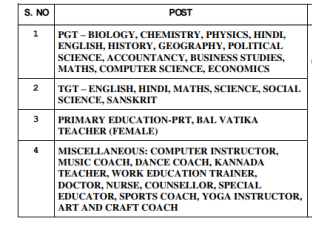 S. NO POST
1 PGT – BIOLOGY, CHEMISTRY, PHYSICS, HINDI,
ENGLISH, HISTORY, GEOGRAPHY, POLITICAL
SCIENCE, ACCOUNTANCY, BUSINESS STUDIES,
MATHS, COMPUTER SCIENCE, ECONOMICS
2 TGT – ENGLISH, HINDI, MATHS, SCIENCE, SOCIAL
SCIENCE, SANSKRIT
3 PRIMARY EDUCATION-PRT, BAL VATIKA
TEACHER (FEMALE)
4 MISCELLANEOUS: COMPUTER INSTRUCTOR,
MUSIC COACH, DANCE COACH, KANNADA
TEACHER, WORK EDUCATION TRAINER,
DOCTOR, NURSE, COUNSELLOR, SPECIAL
EDUCATOR, SPORTS COACH, YOGA INSTRUCTOR,
ART AND CRAFT COACH